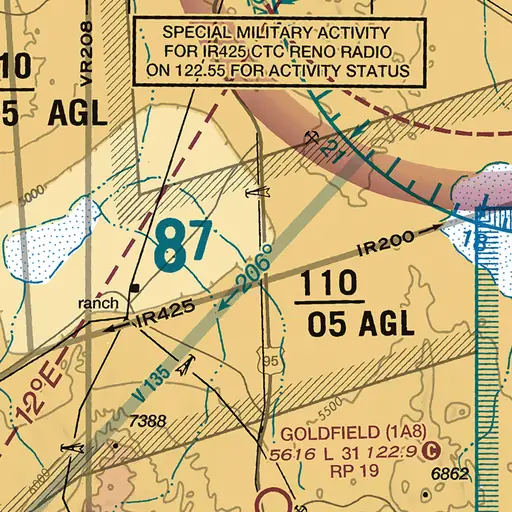 SPECIAL MILITARY ACTIVITY
FOR IR425 CTC RENO RADIO
ON 122.55 FOR ACTIVITY STATUS
VR208
10
5 AGL
21
5000
87
206°
IR200
18
110
05 AGL
ranch
IR425
95
V 135
12°E
7388
5500
GOLDFIELD (1A8)
5616 L 31 122.9 C
RP 19
6862